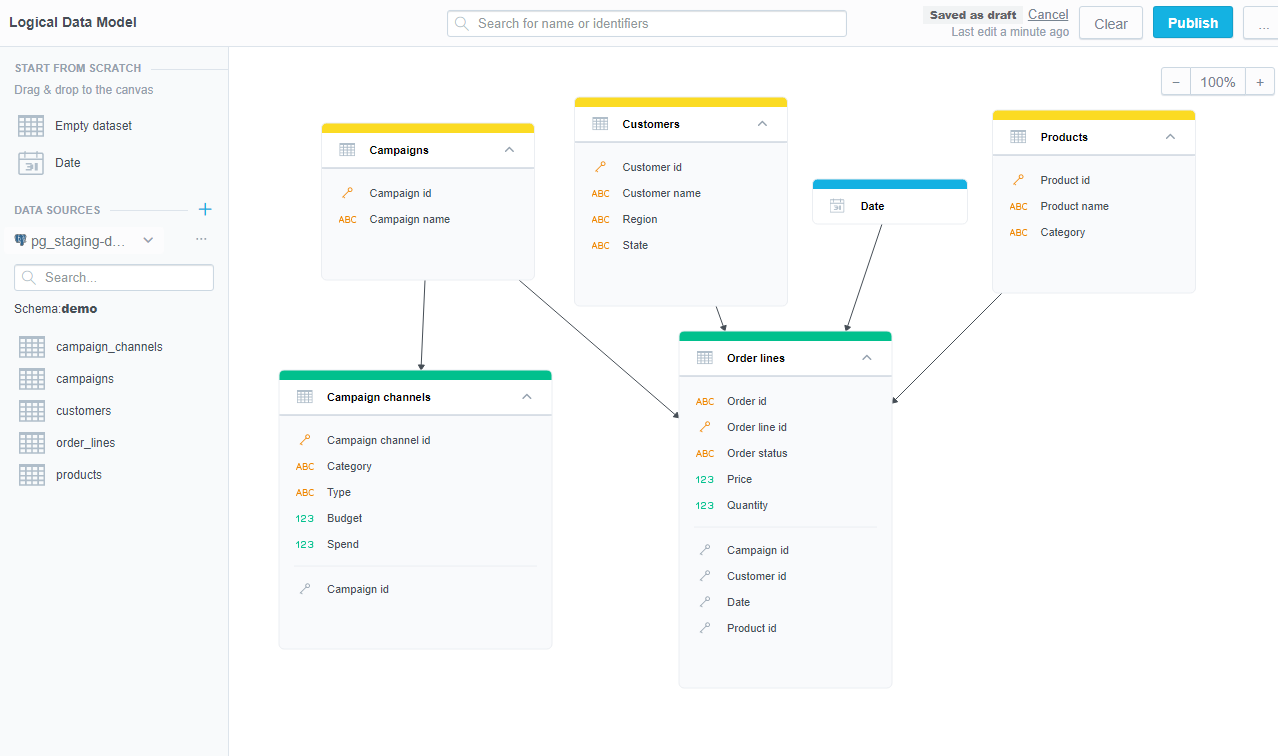 Logical Data Model
Search for name or identifiers
Saved as draft Cancel
Last edit a minute ago
Clear
Publish
...
START FROM SCRATCH
Drag & drop to the canvas
Empty dataset
31 Date
DATA SOURCES +
pg_staging-d... ...
Search...
Schema:demo
campaign_channels
campaigns
customers
order_lines
products
− 100% +
Campaigns
Campaign id
ABC Campaign name
Customers
Customer id
ABC Customer name
ABC Region
ABC State
31 Date
Products
Product id
ABC Product name
ABC Category
Campaign channels
Campaign channel id
ABC Category
ABC Type
123 Budget
123 Spend
Campaign id
Order lines
ABC Order id
Order line id
ABC Order status
123 Price
123 Quantity
Campaign id
Customer id
Date
Product id